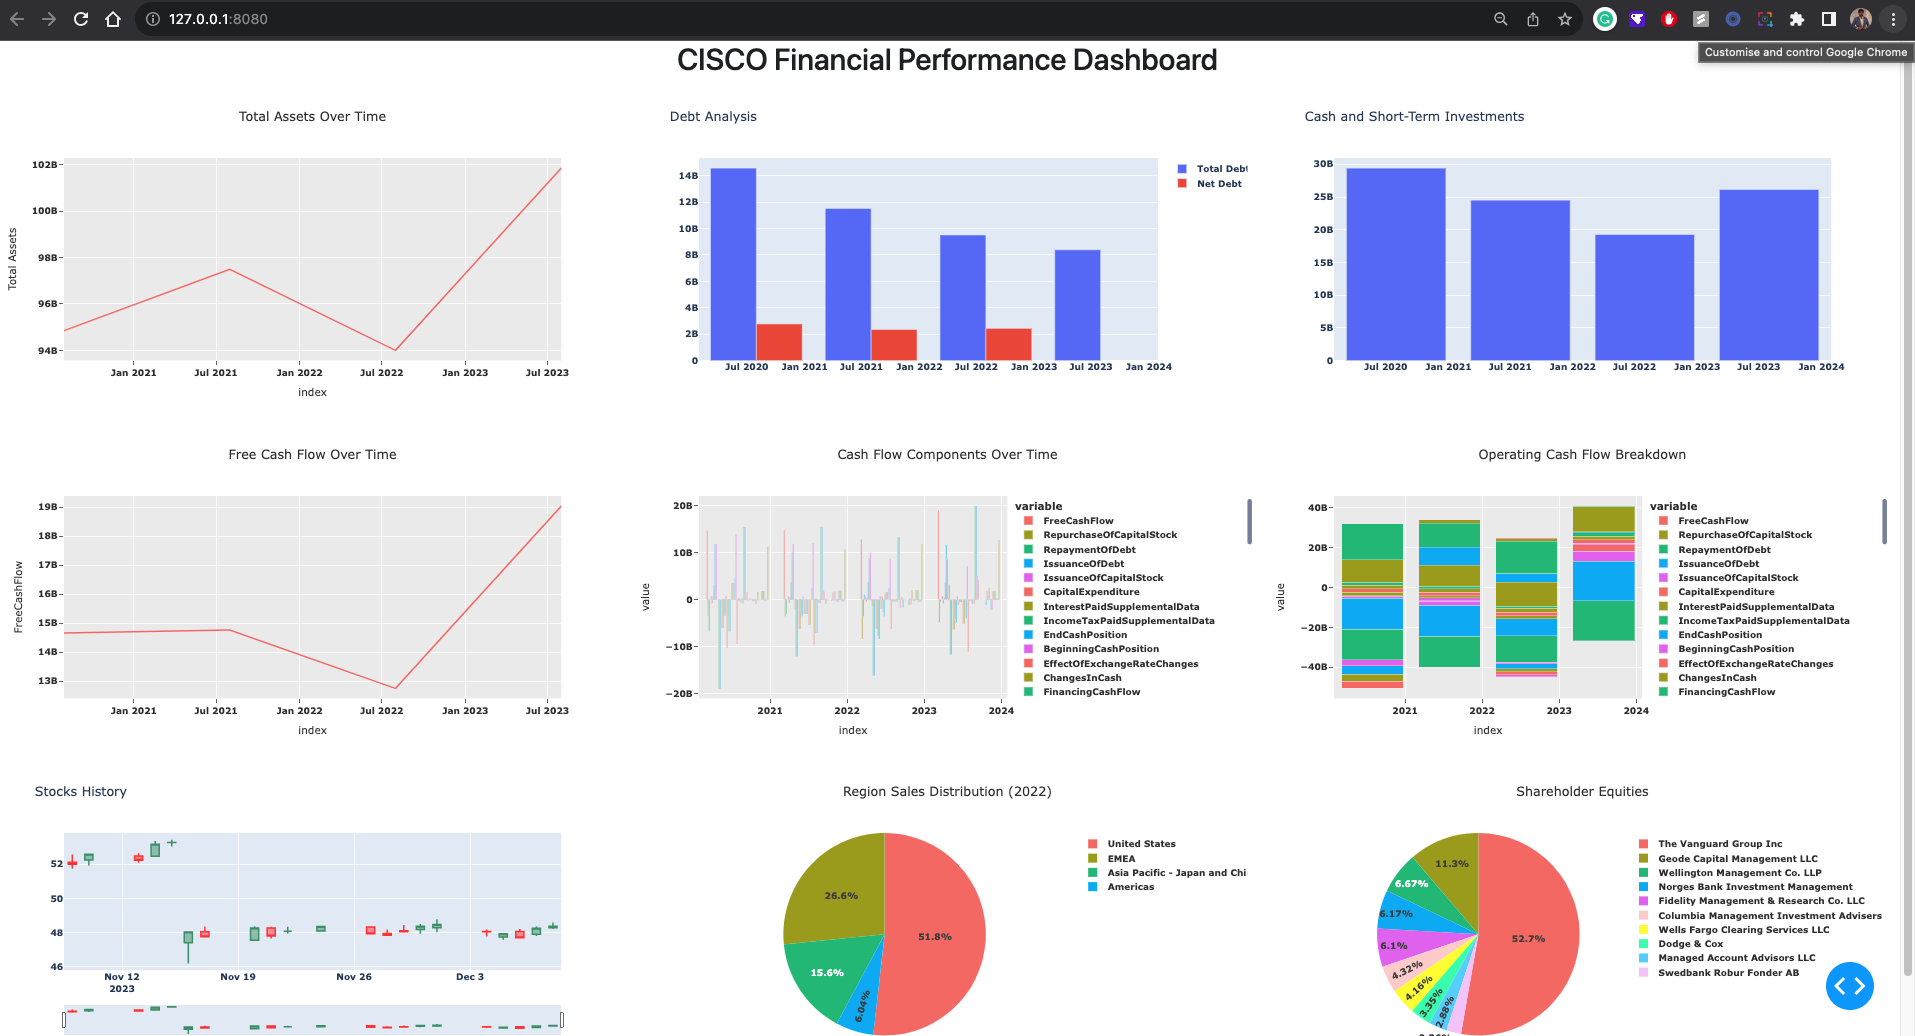 127.0.0.1:8080
Customise and control Google Chrome
CISCO Financial Performance Dashboard
Total Assets Over Time
102B
100B
98B
96B
94B
Total Assets
Jan 2021 Jul 2021 Jan 2022 Jul 2022 Jan 2023 Jul 2023
index
Debt Analysis
14B
12B
10B
8B
6B
4B
2B
0
Jul 2020 Jan 2021 Jul 2021 Jan 2022 Jul 2022 Jan 2023 Jul 2023 Jan 2024
Total Debt
Net Debt
Cash and Short-Term Investments
30B
25B
20B
15B
10B
5B
0
Jul 2020 Jan 2021 Jul 2021 Jan 2022 Jul 2022 Jan 2023 Jul 2023 Jan 2024
Free Cash Flow Over Time
19B
18B
17B
16B
15B
14B
13B
FreeCashFlow
Jan 2021 Jul 2021 Jan 2022 Jul 2022 Jan 2023 Jul 2023
index
Cash Flow Components Over Time
20B
10B
0
−10B
−20B
value
2021 2022 2023 2024
index
variable
FreeCashFlow
RepurchaseOfCapitalStock
RepaymentOfDebt
IssuanceOfDebt
IssuanceOfCapitalStock
CapitalExpenditure
InterestPaidSupplementalData
IncomeTaxPaidSupplementalData
EndCashPosition
BeginningCashPosition
EffectOfExchangeRateChanges
ChangesInCash
FinancingCashFlow
Operating Cash Flow Breakdown
40B
20B
0
−20B
−40B
value
2021 2022 2023 2024
index
variable
FreeCashFlow
RepurchaseOfCapitalStock
RepaymentOfDebt
IssuanceOfDebt
IssuanceOfCapitalStock
CapitalExpenditure
InterestPaidSupplementalData
IncomeTaxPaidSupplementalData
EndCashPosition
BeginningCashPosition
EffectOfExchangeRateChanges
ChangesInCash
FinancingCashFlow
Stocks History
52
50
48
46
Nov 12 Nov 19 Nov 26 Dec 3
2023
Region Sales Distribution (2022)
26.6%
51.8%
15.6%
6.04%
United States
EMEA
Asia Pacific - Japan and Chi
Americas
Shareholder Equities
11.3%
6.67%
6.17%
52.7%
6.1%
4.32%
4.16%
3.35%
2.88%
The Vanguard Group Inc
Geode Capital Management LLC
Wellington Management Co. LLP
Norges Bank Investment Management
Fidelity Management & Research Co. LLC
Columbia Management Investment Advisers
Wells Fargo Clearing Services LLC
Dodge & Cox
Managed Account Advisors LLC
Swedbank Robur Fonder AB